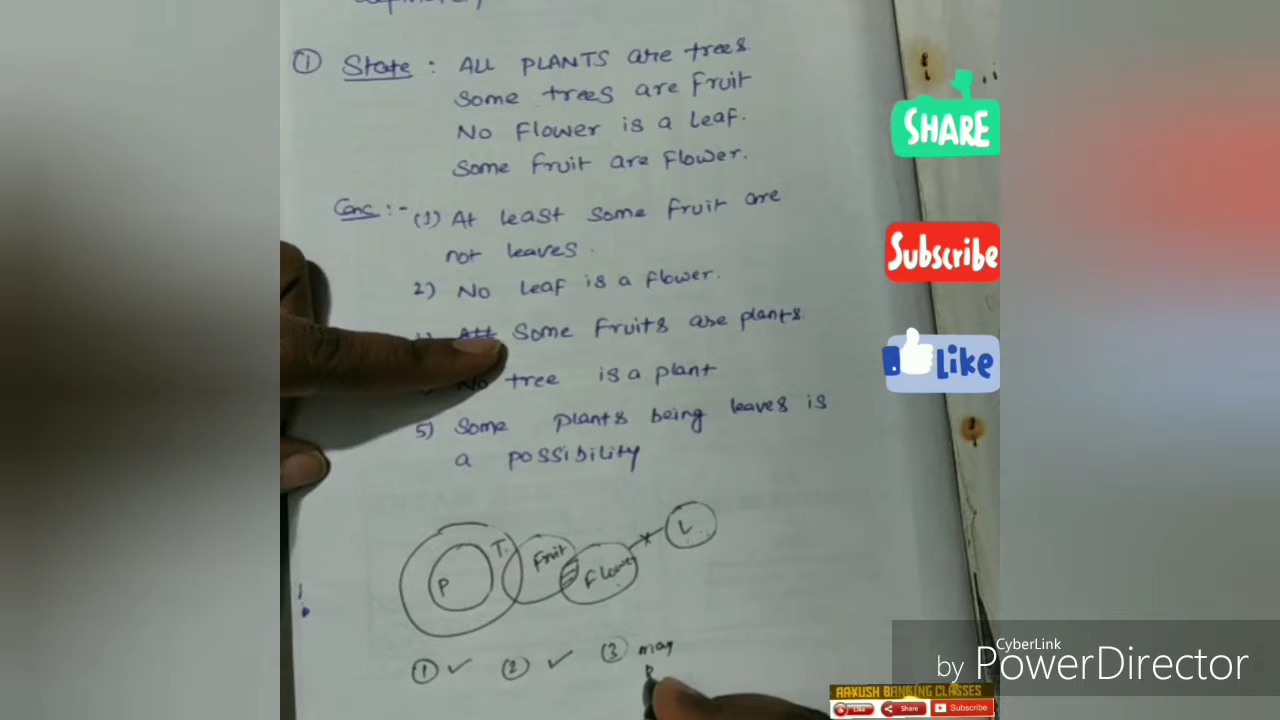 ① State : ALL PLANTS are trees.
Some trees are Fruit
No Flower is a Leaf.
Some Fruit are Flower.
Conc :- (1) At least some fruit are
not leaves.
2) No leaf is a flower.
Some Fruits are plants.
No tree is a plant
5) Some plants being leaves is
a possibility
P T. Fruit Flower L
① ✓ ② ✓ ③ may
SHARE
Subscribe
Like
CyberLink
by PowerDirector
AAKUSH BANKING CLASSES
Like Share Subscribe